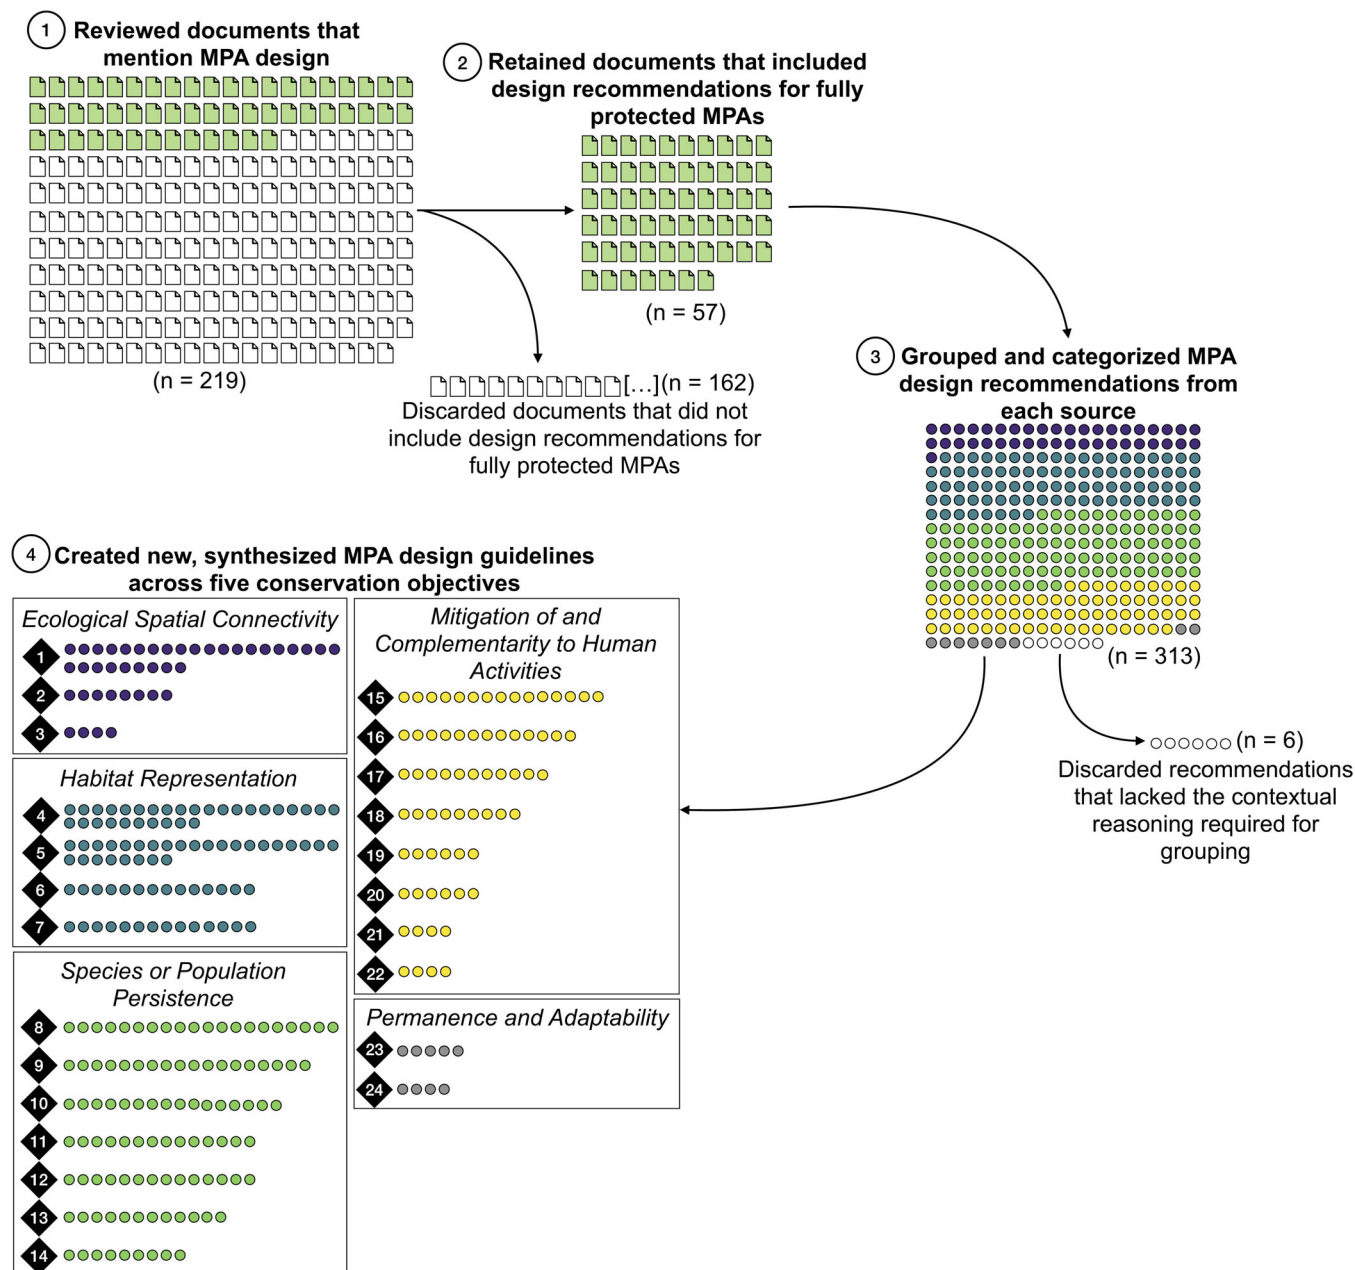 1 Reviewed documents that
mention MPA design
(n = 219)
2 Retained documents that included
design recommendations for fully
protected MPAs
(n = 57)
[...](n = 162)
Discarded documents that did not
include design recommendations for
fully protected MPAs
3 Grouped and categorized MPA
design recommendations from
each source
(n = 313)
(n = 6)
Discarded recommendations
that lacked the contextual
reasoning required for
grouping
4 Created new, synthesized MPA design guidelines
across five conservation objectives
Ecological Spatial Connectivity
1
2
3
Habitat Representation
4
5
6
7
Species or Population
Persistence
8
9
10
11
12
13
14
Mitigation of and
Complementarity to Human
Activities
15
16
17
18
19
20
21
22
Permanence and Adaptability
23
24